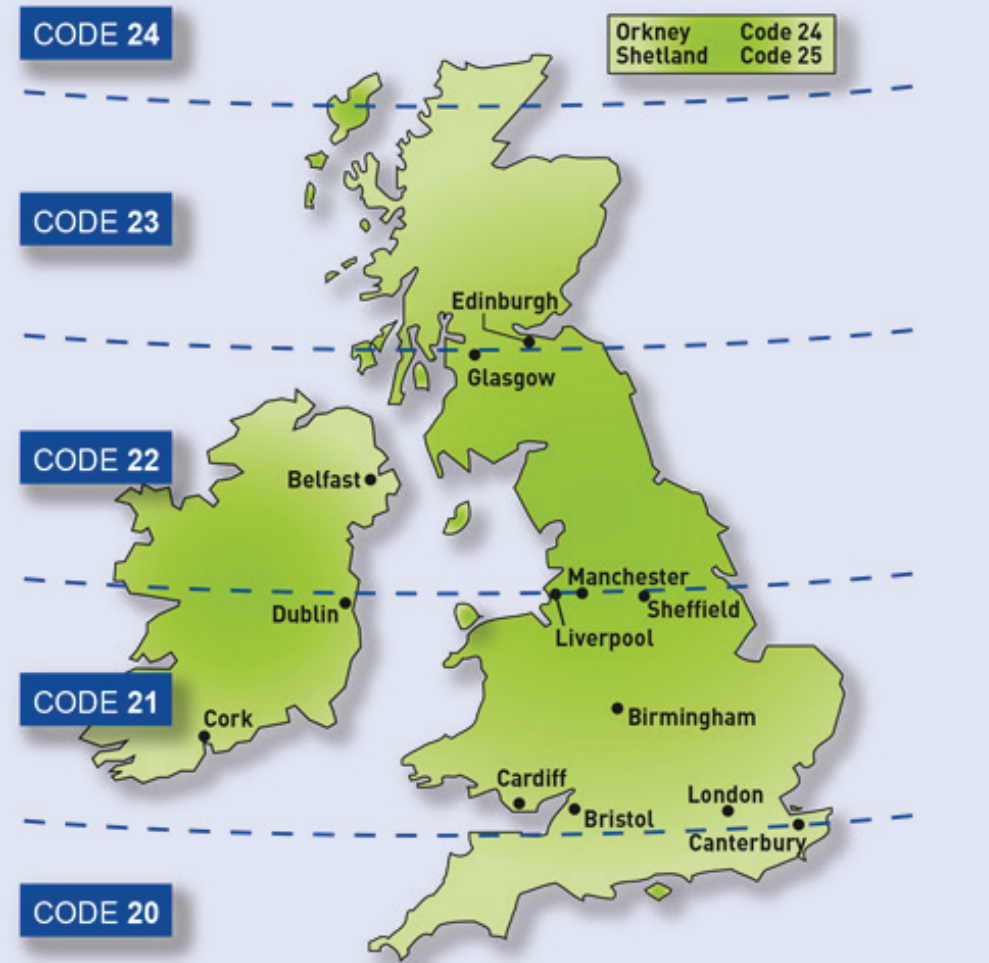 CODE 24
Orkney Code 24
Shetland Code 25
CODE 23
Edinburgh
Glasgow
CODE 22
Belfast
Manchester
Dublin
Sheffield
Liverpool
CODE 21
Cork
Birmingham
Cardiff
London
Bristol
Canterbury
CODE 20